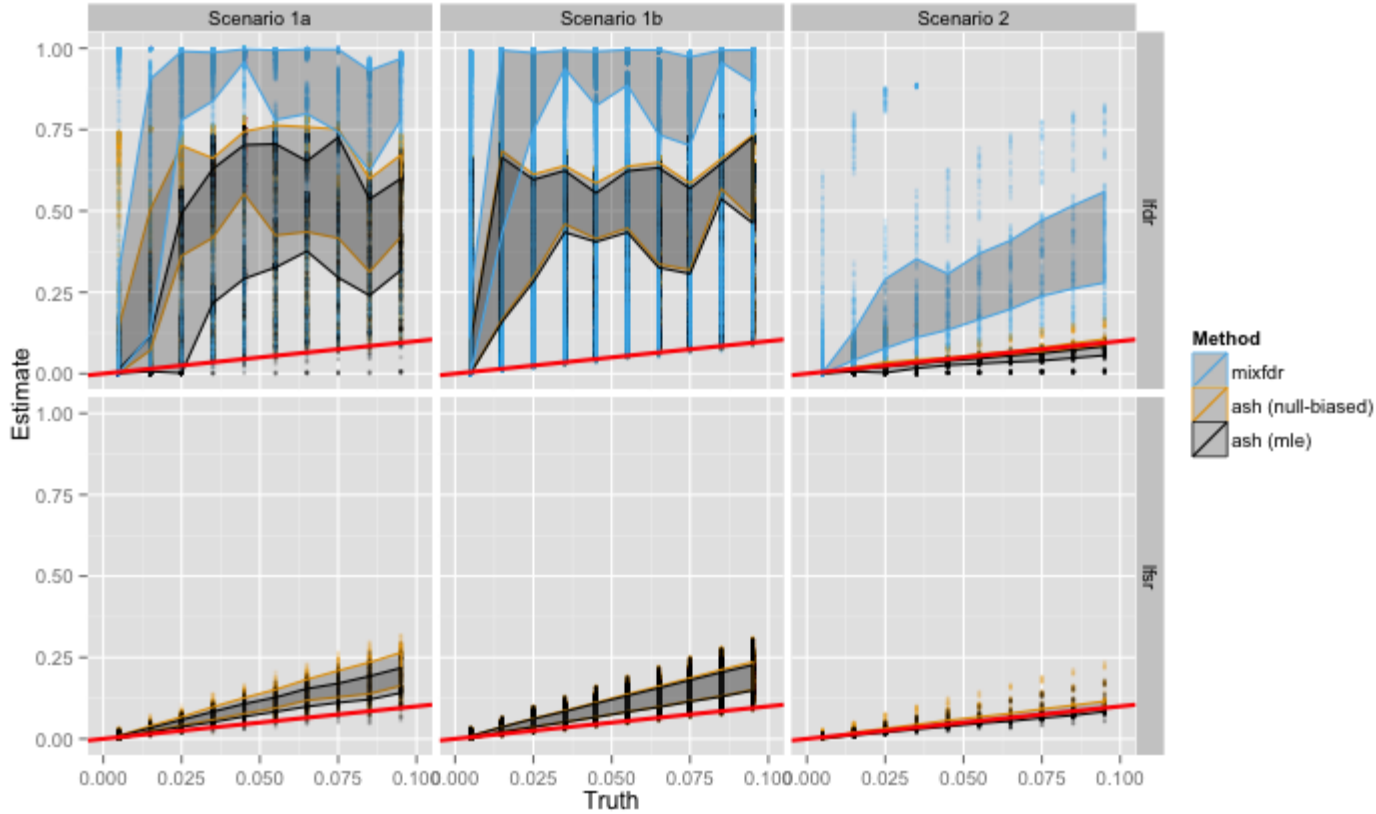 Scenario 1a
Scenario 1b
Scenario 2
1.00
0.75
0.50
0.25
0.00
lfdr
1.00
0.75
0.50
0.25
0.00
lfsr
Estimate
0.000 0.025 0.050 0.075 0.100
0.000 0.025 0.050 0.075 0.100
0.000 0.025 0.050 0.075 0.100
Truth
Method
mixfdr
ash (null-biased)
ash (mle)